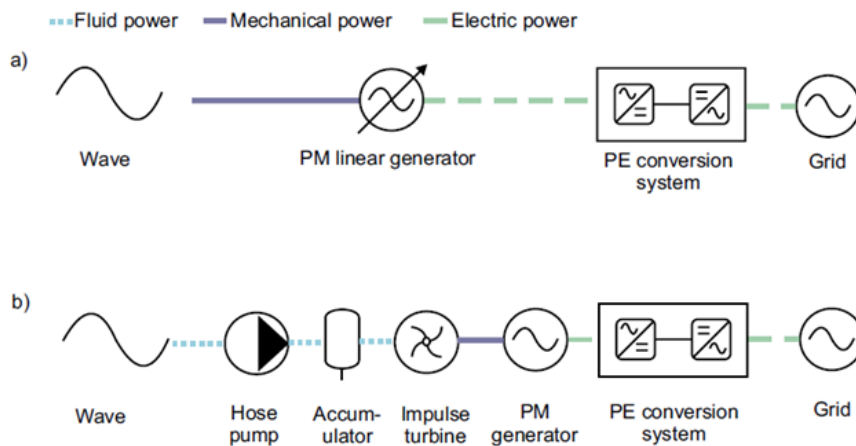 Fluid power Mechanical power Electric power
a)
Wave
PM linear generator
PE conversion
system
Grid
b)
Wave
Hose
pump
Accum-
ulator
Impulse
turbine
PM
generator
PE conversion
system
Grid